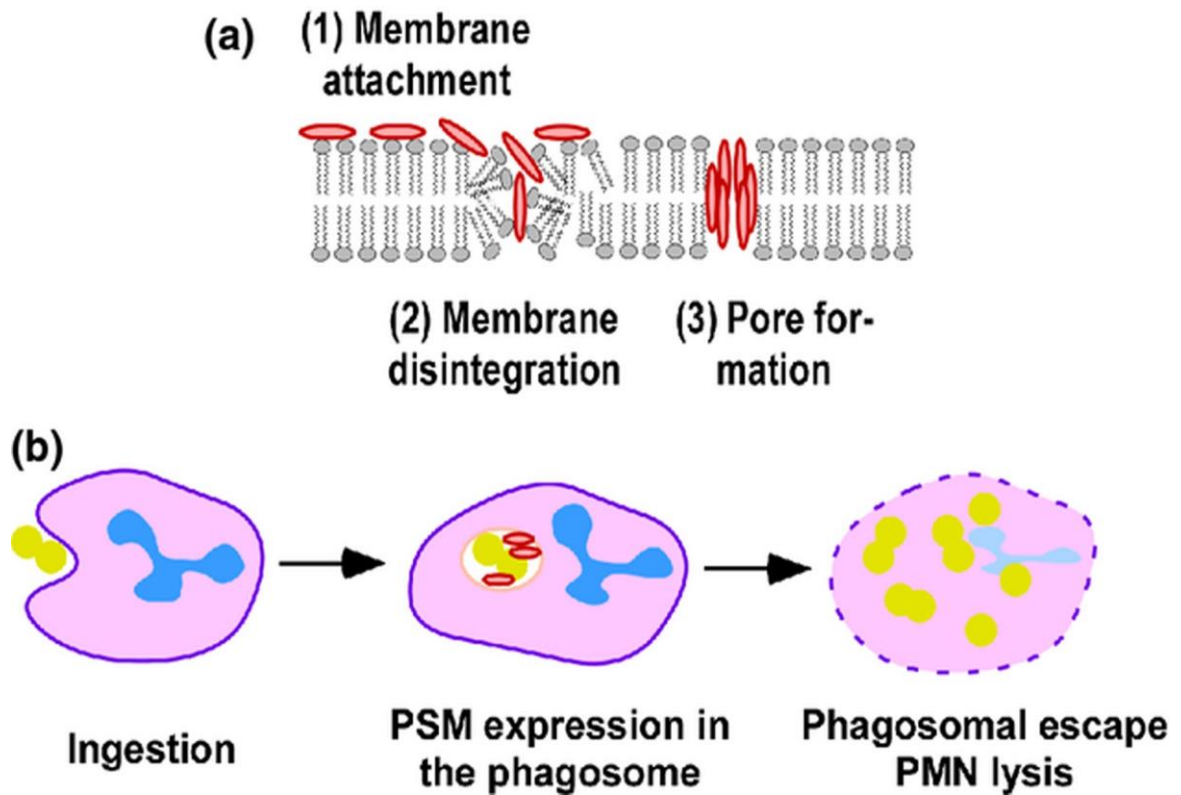 (a) (1) Membrane
attachment
(2) Membrane
disintegration
(3) Pore for-
mation
(b)
Ingestion
PSM expression in
the phagosome
Phagosomal escape
PMN lysis